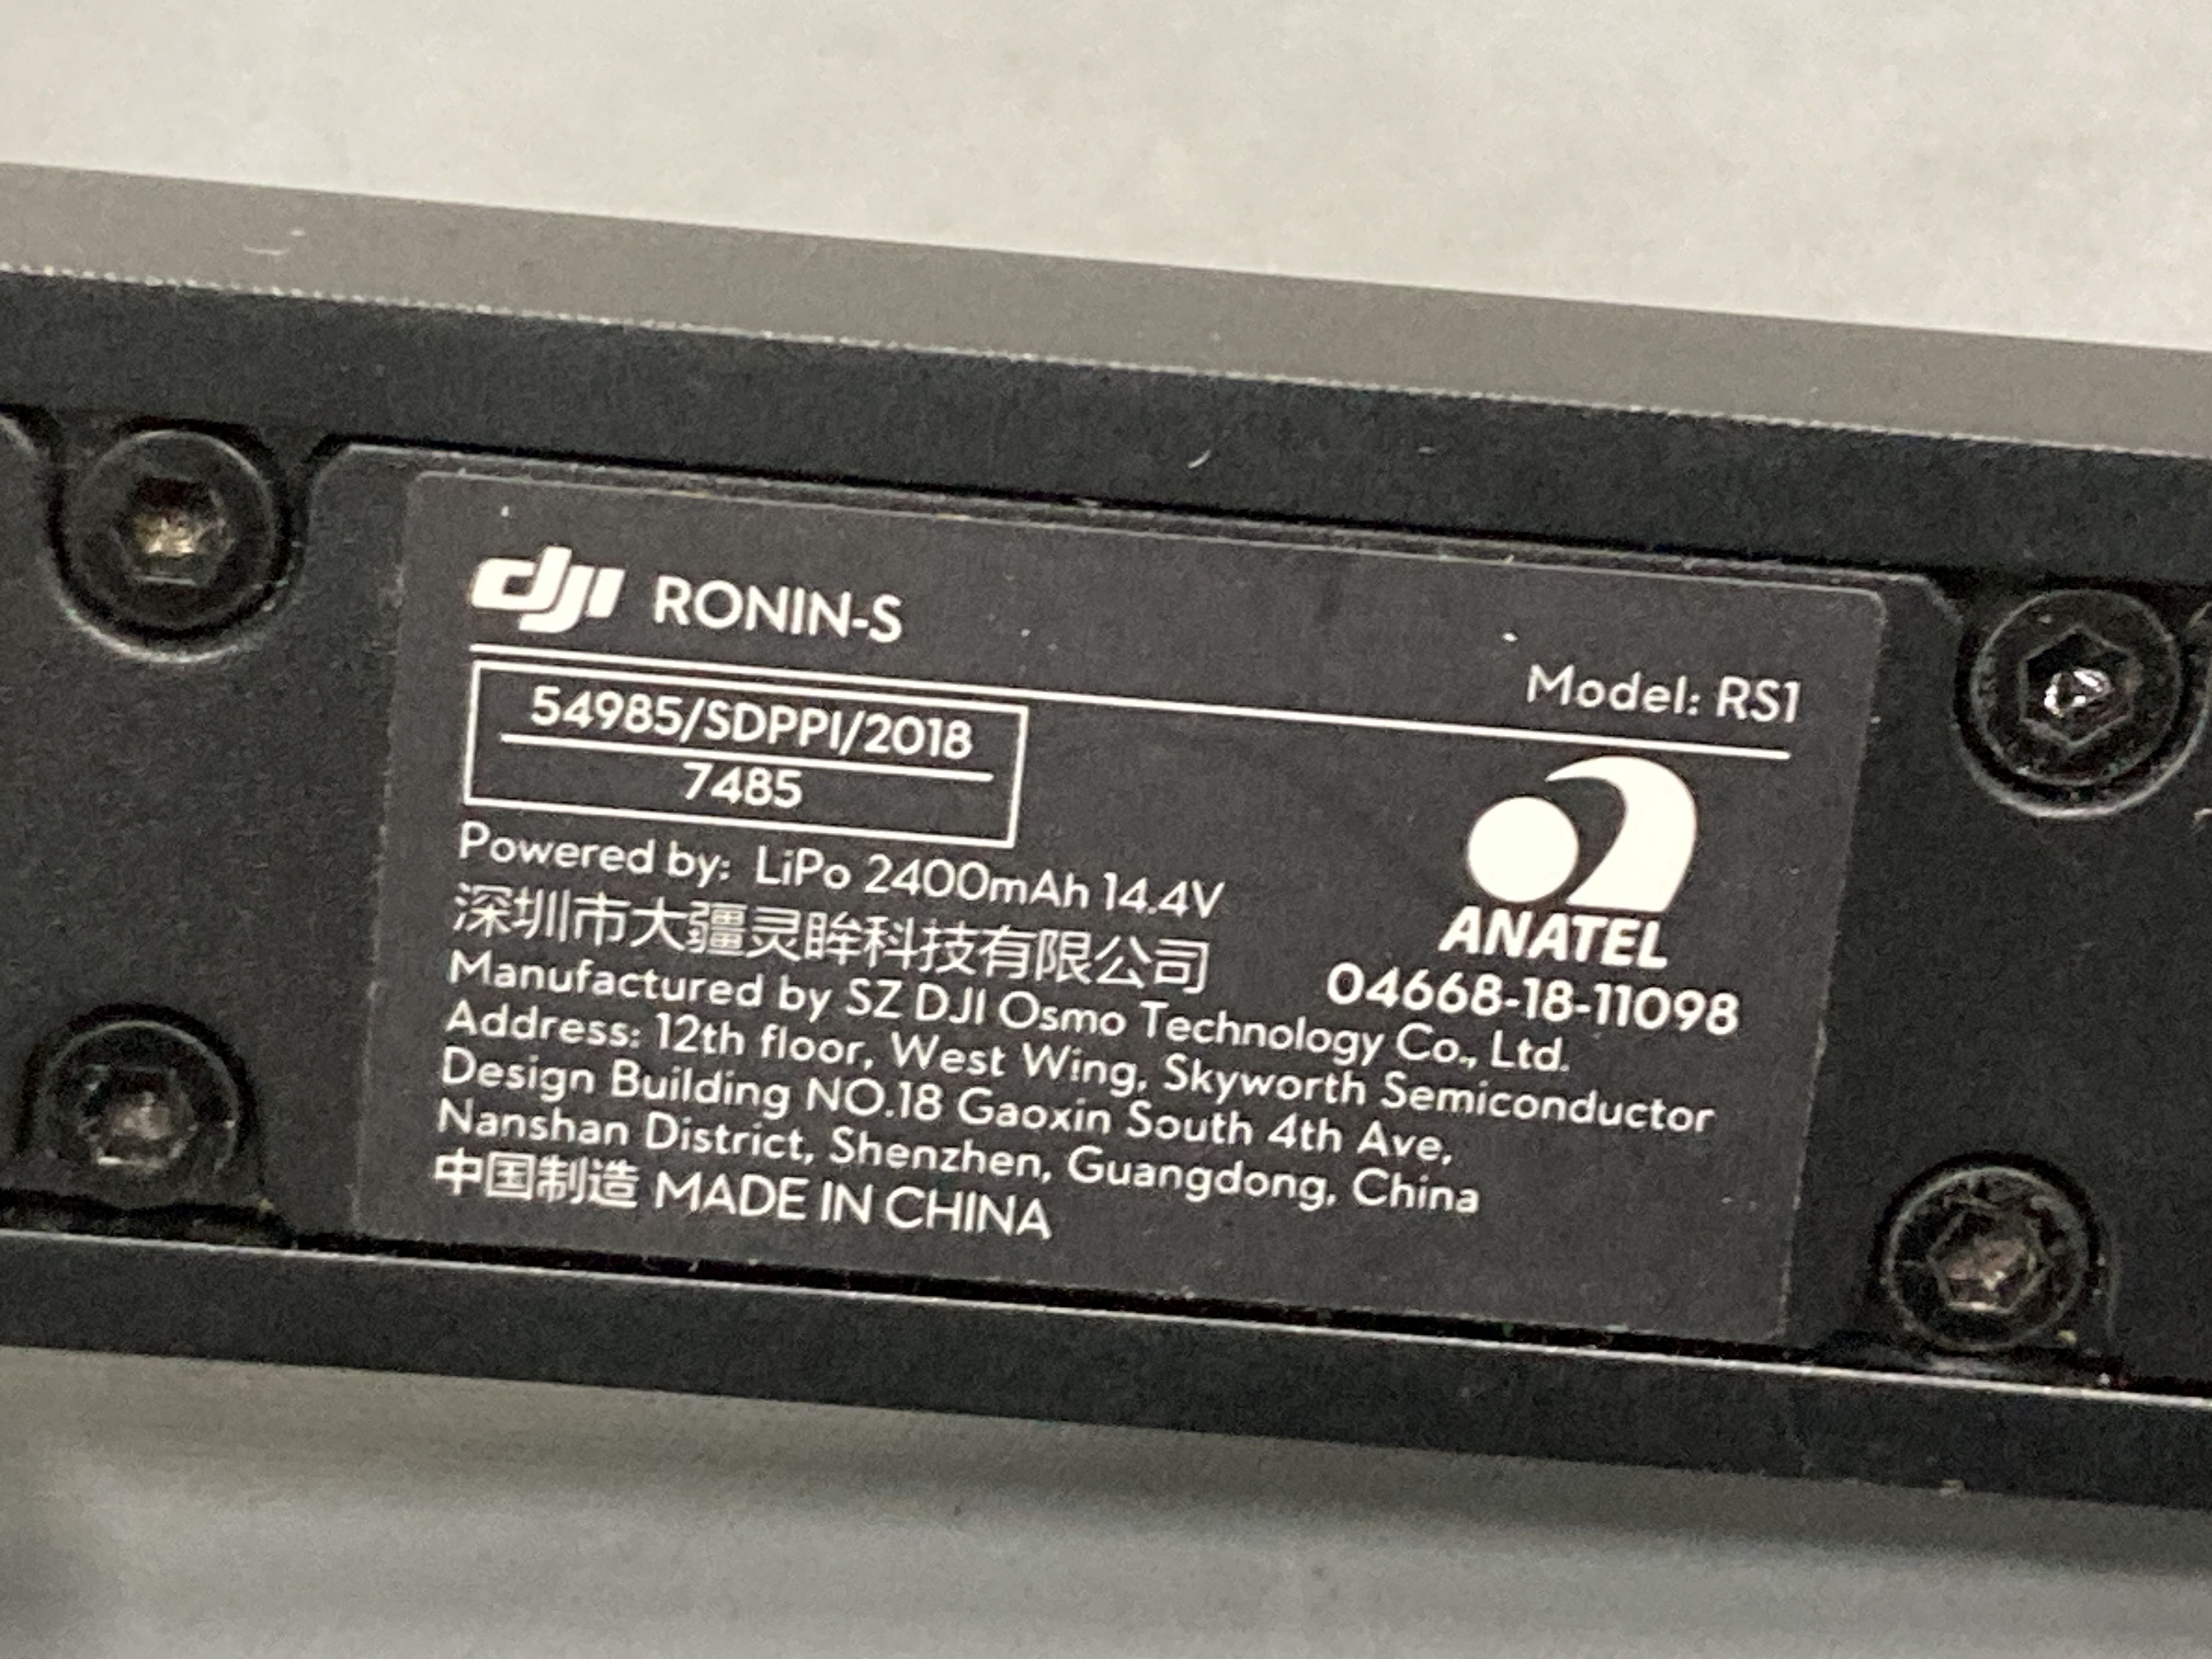 dji RONIN-S
Model: RS1
54985/SDPPI/2018
7485
Powered by: LiPo 2400mAh 14.4V
深圳市大疆灵眸科技有限公司
ANATEL
04668-18-11098
Manufactured by SZ DJI Osmo Technology Co., Ltd.
Address: 12th floor, West Wing, Skyworth Semiconductor
Design Building NO.18 Gaoxin South 4th Ave,
Nanshan District, Shenzhen, Guangdong, China
中国制造 MADE IN CHINA